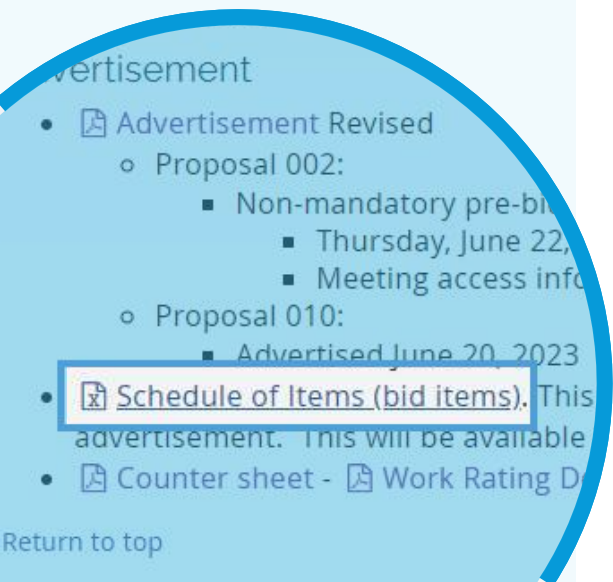 vertisement
Advertisement Revised
Proposal 002:
Non-mandatory pre-bi
Thursday, June 22,
Meeting access info
Proposal 010:
Advertised June 20, 2023
Schedule of Items (bid items). This
advertisement. This will be available
Counter sheet - Work Rating D
Return to top